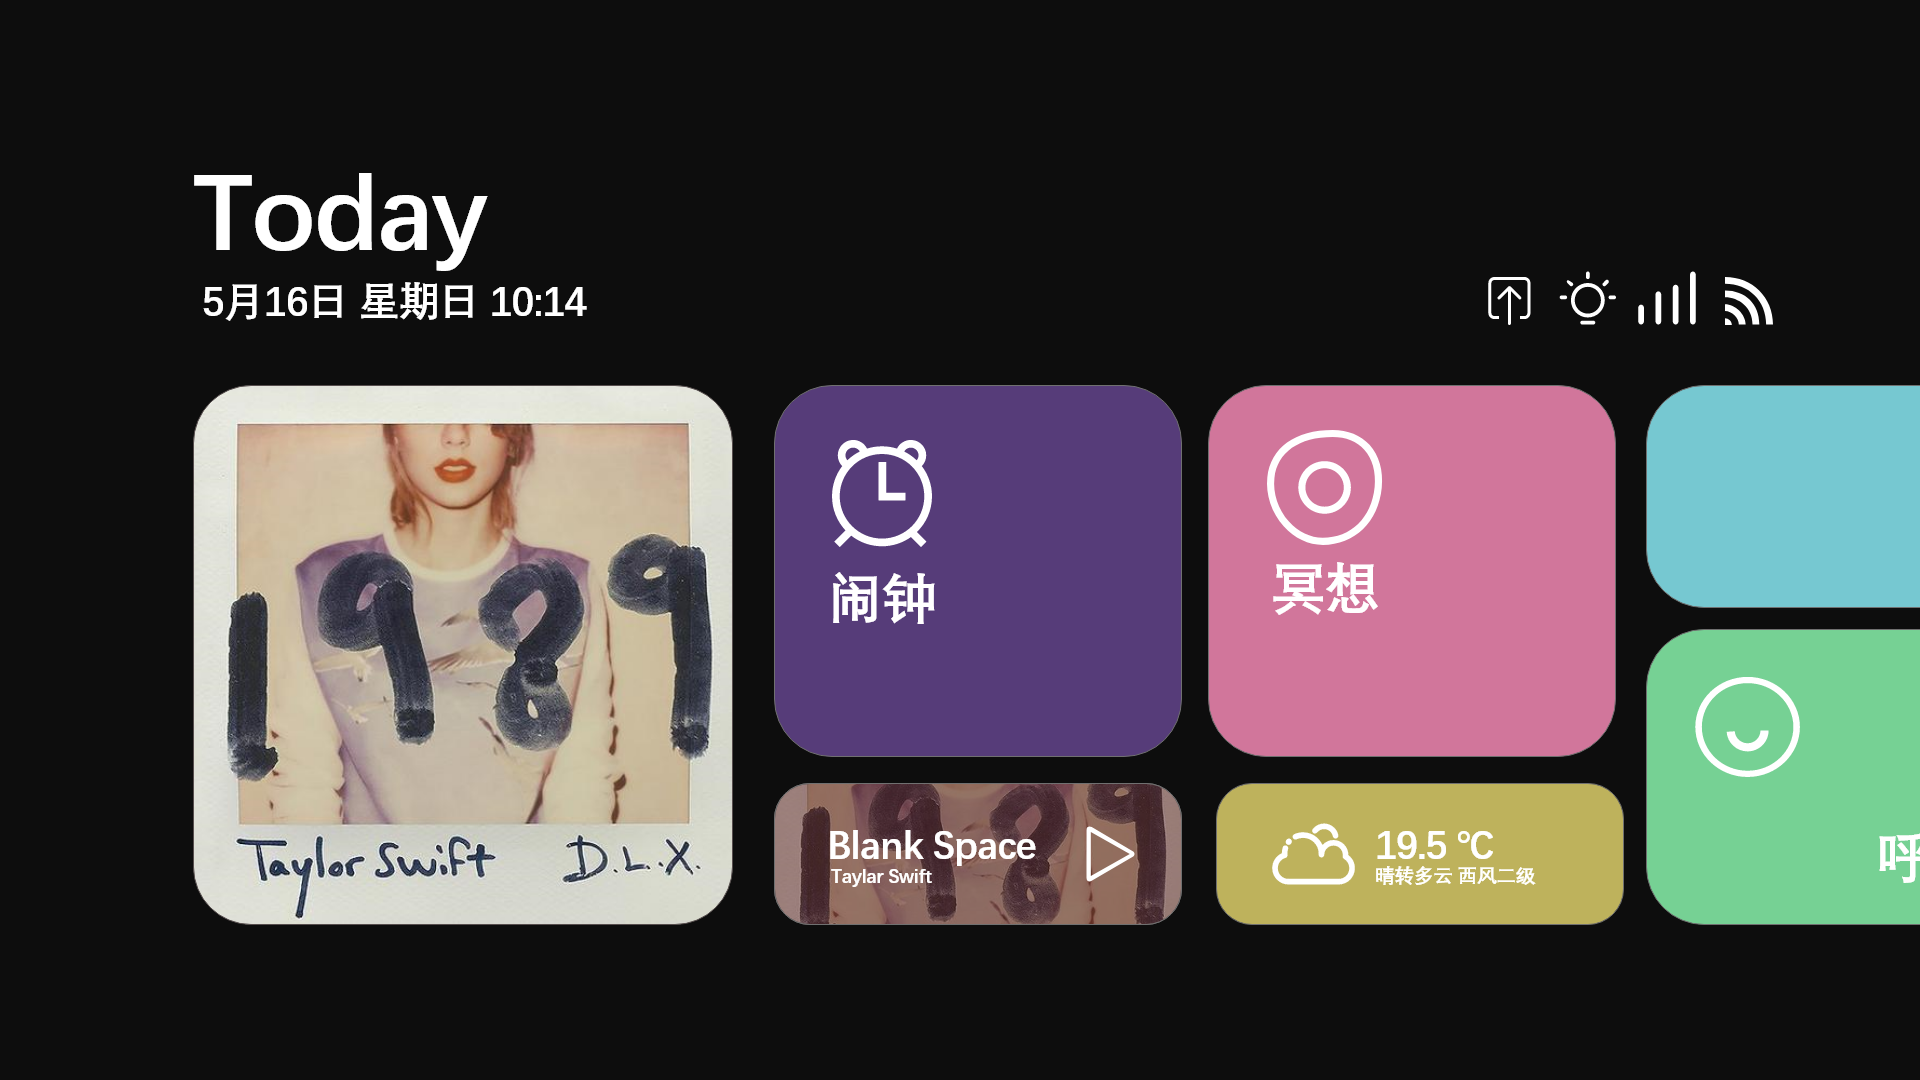 Today
5月16日 星期日 10:14
1989
Taylor Swift D.L.X.
闹钟
冥想
Blank Space
Taylar Swift
19.5 ℃
晴转多云 西风二级
呼